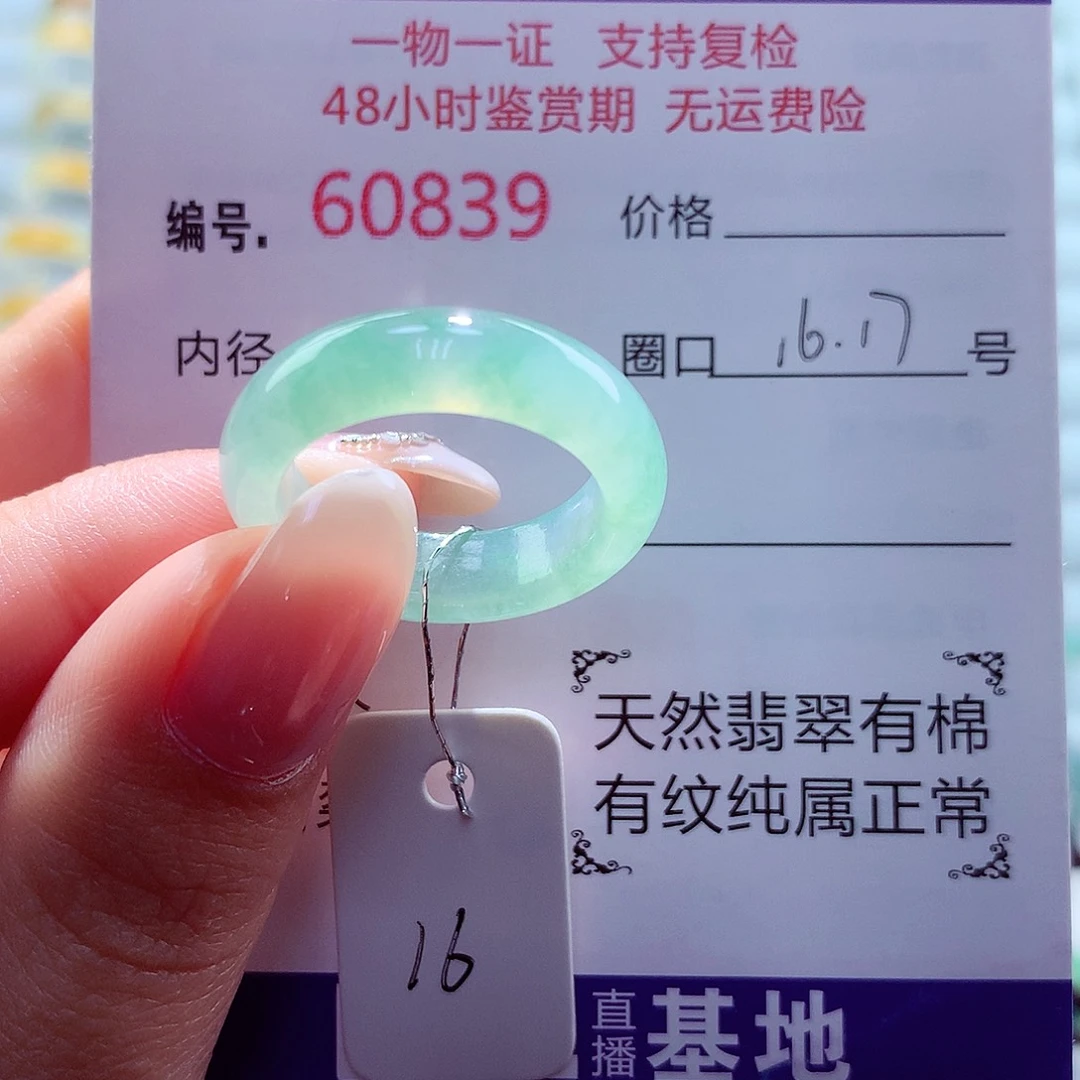 一物一证 支持复检
48小时鉴赏期 无运费险
编号. 60839 价格
内径 圈口 16.17 号
天然翡翠有棉
有纹纯属正常
16
直播基地